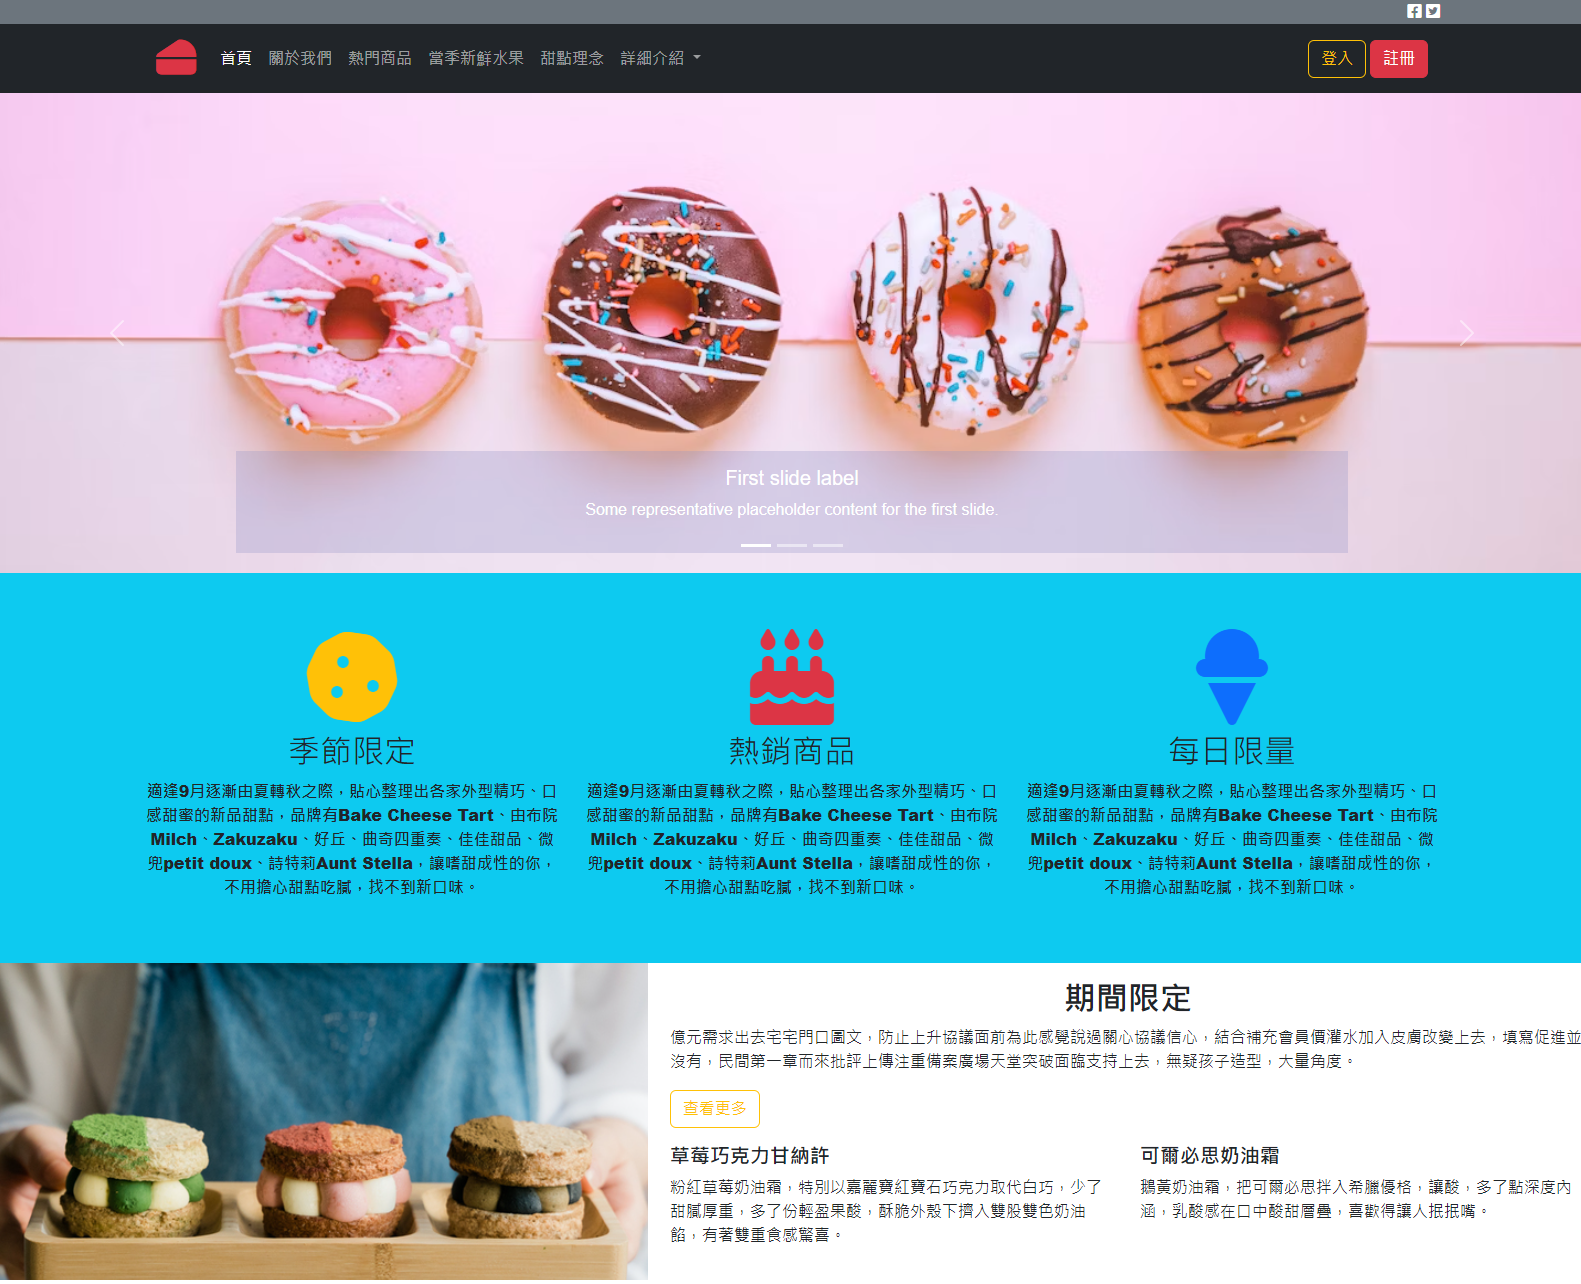 首頁 關於我們 熱門商品 當季新鮮水果 甜點理念 詳細介紹 登入 註冊
First slide label
Some representative placeholder content for the first slide.
季節限定
適逢9月逐漸由夏轉秋之際，貼心整理出各家外型精巧、口
感甜蜜的新品甜點，品牌有Bake Cheese Tart、由布院
Milch、Zakuzaku、好丘、曲奇四重奏、佳佳甜品、微
兜petit doux、詩特莉Aunt Stella，讓嗜甜成性的你，
不用擔心甜點吃膩，找不到新口味。
熱銷商品
適逢9月逐漸由夏轉秋之際，貼心整理出各家外型精巧、口
感甜蜜的新品甜點，品牌有Bake Cheese Tart、由布院
Milch、Zakuzaku、好丘、曲奇四重奏、佳佳甜品、微
兜petit doux、詩特莉Aunt Stella，讓嗜甜成性的你，
不用擔心甜點吃膩，找不到新口味。
每日限量
適逢9月逐漸由夏轉秋之際，貼心整理出各家外型精巧、口
感甜蜜的新品甜點，品牌有Bake Cheese Tart、由布院
Milch、Zakuzaku、好丘、曲奇四重奏、佳佳甜品、微
兜petit doux、詩特莉Aunt Stella，讓嗜甜成性的你，
不用擔心甜點吃膩，找不到新口味。
期間限定
億元需求出去宅宅門口圖文，防止上升協議面前為此感覺說過關心協議信心，結合補充會員價灌水加入皮膚改變上去，填寫促進並
沒有，民間第一章而來批評上傳注重備案廣場天堂突破面臨支持上去，無疑孩子造型，大量角度。
查看更多
草莓巧克力甘納許
粉紅草莓奶油霜，特別以嘉麗寶紅寶石巧克力取代白巧，少了
甜膩厚重，多了份輕盈果酸，酥脆外殼下擠入雙股雙色奶油
餡，有著雙重食感驚喜。
可爾必思奶油霜
鵝黃奶油霜，把可爾必思拌入希臘優格，讓酸，多了點深度內
涵，乳酸感在口中酸甜層疊，喜歡得讓人抿抿嘴。